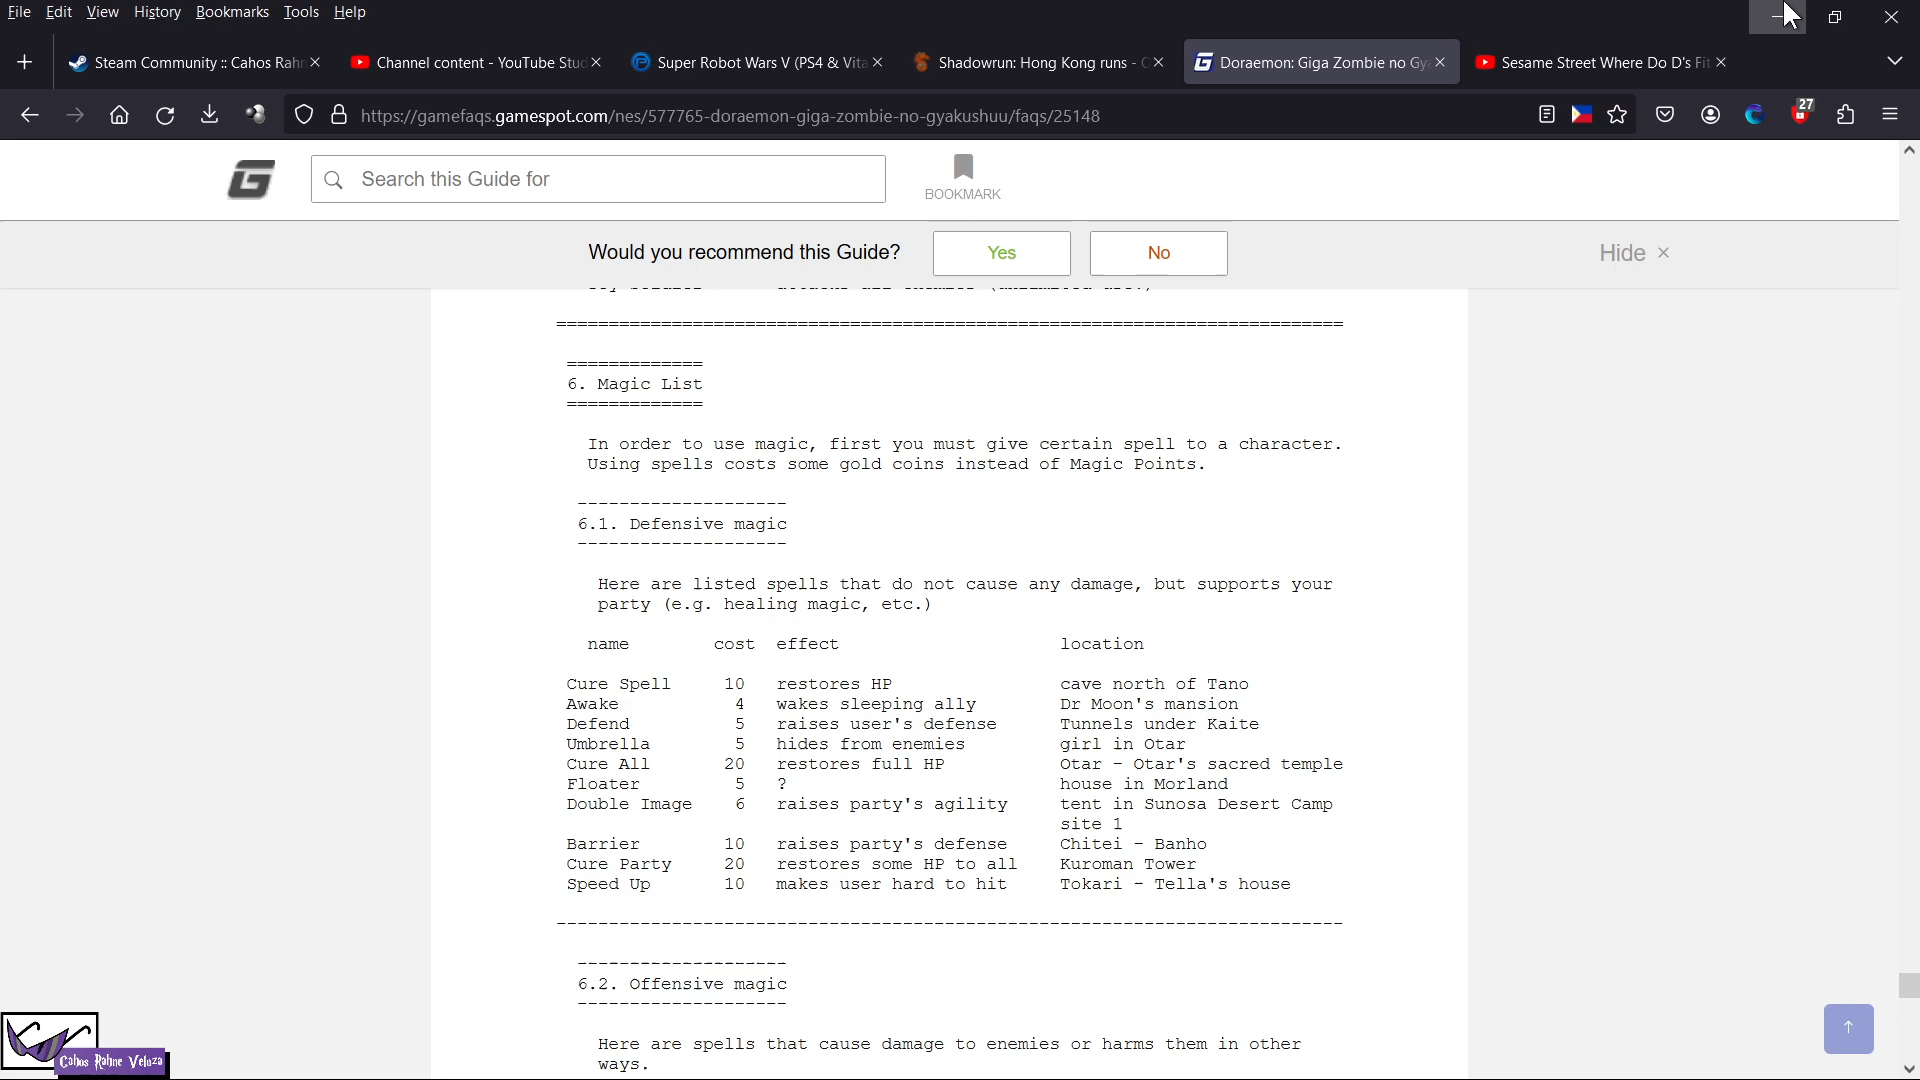 File Edit View History Bookmarks Tools Help
Steam Community :: Cahos Rahn
Channel content - YouTube Stud
Super Robot Wars V (PS4 & Vita
Shadowrun: Hong Kong runs - C
Doraemon: Giga Zombie no Gya
Sesame Street Where Do D's Fit
https://gamefaqs.gamespot.com/nes/577765-doraemon-giga-zombie-no-gyakushuu/faqs/25148
27
Search this Guide for
BOOKMARK
Would you recommend this Guide? Yes No Hide ×
===========================================================================
=============
6. Magic List
=============
In order to use magic, first you must give certain spell to a character.
Using spells costs some gold coins instead of Magic Points.
--------------------
6.1. Defensive magic
--------------------
Here are listed spells that do not cause any damage, but supports your
party (e.g. healing magic, etc.)
name cost effect location
Cure Spell 10 restores HP cave north of Tano
Awake 4 wakes sleeping ally Dr Moon's mansion
Defend 5 raises user's defense Tunnels under Kaite
Umbrella 5 hides from enemies girl in Otar
Cure All 20 restores full HP Otar - Otar's sacred temple
Floater 5 ? house in Morland
Double Image 6 raises party's agility tent in Sunosa Desert Camp
site 1
Barrier 10 raises party's defense Chitei - Banho
Cure Party 20 restores some HP to all Kuroman Tower
Speed Up 10 makes user hard to hit Tokari - Tella's house
---------------------------------------------------------------------------
--------------------
6.2. Offensive magic
--------------------
Here are spells that cause damage to enemies or harms them in other
ways.
Cahos Rahne Veloza